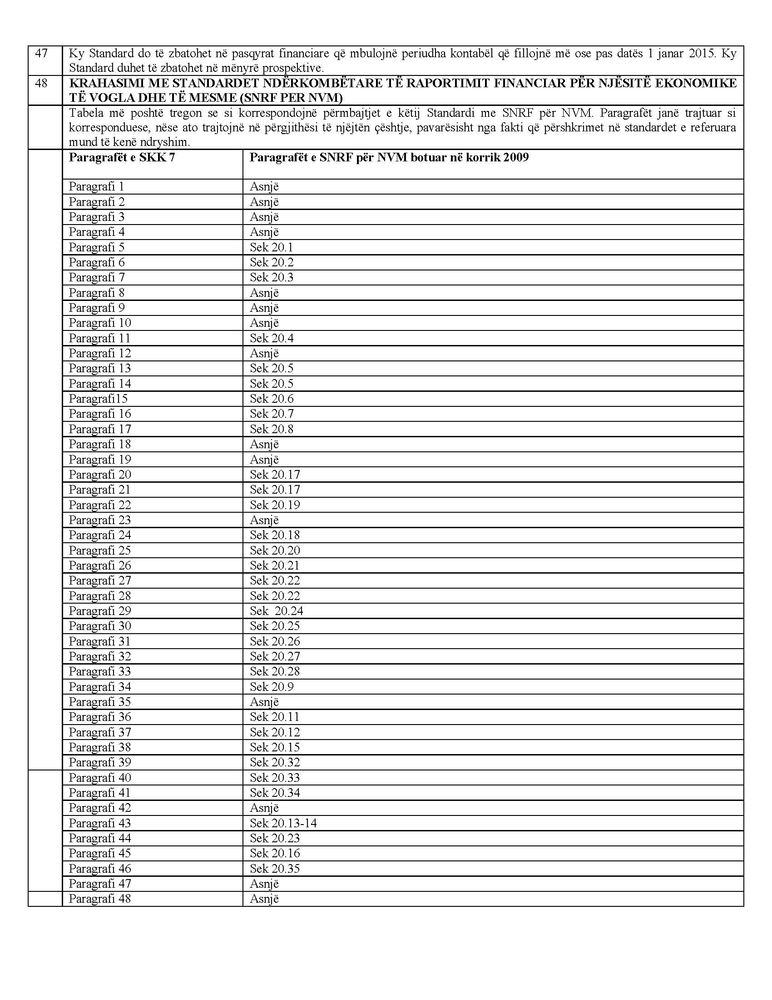 47 Ky Standard do të zbatohet në pasqyrat financiare që mbulojnë periudha kontabël që fillojnë më ose pas datës 1 janar 2015. Ky
Standard duhet të zbatohet në mënyrë prospektive.
48 KRAHASIMI ME STANDARDET NDËRKOMBËTARE TË RAPORTIMIT FINANCIAR PËR NJËSITË EKONOMIKE
TË VOGLA DHE TË MESME (SNRF PER NVM)
Tabela më poshtë tregon se si korrespondojnë përmbajtjet e këtij Standardi me SNRF për NVM. Paragrafët janë trajtuar si
korresponduese, nëse ato trajtojnë në përgjithësi të njëjtën çështje, pavarësisht nga fakti që përshkrimet në standardet e referuara
mund të kenë ndryshim.
Paragrafët e SKK 7 Paragrafët e SNRF për NVM botuar në korrik 2009
Paragrafi 1 Asnjë
Paragrafi 2 Asnjë
Paragrafi 3 Asnjë
Paragrafi 4 Asnjë
Paragrafi 5 Sek 20.1
Paragrafi 6 Sek 20.2
Paragrafi 7 Sek 20.3
Paragrafi 8 Asnjë
Paragrafi 9 Asnjë
Paragrafi 10 Asnjë
Paragrafi 11 Sek 20.4
Paragrafi 12 Asnjë
Paragrafi 13 Sek 20.5
Paragrafi 14 Sek 20.5
Paragrafi15 Sek 20.6
Paragrafi 16 Sek 20.7
Paragrafi 17 Sek 20.8
Paragrafi 18 Asnjë
Paragrafi 19 Asnjë
Paragrafi 20 Sek 20.17
Paragrafi 21 Sek 20.17
Paragrafi 22 Sek 20.19
Paragrafi 23 Asnjë
Paragrafi 24 Sek 20.18
Paragrafi 25 Sek 20.20
Paragrafi 26 Sek 20.21
Paragrafi 27 Sek 20.22
Paragrafi 28 Sek 20.22
Paragrafi 29 Sek 20.24
Paragrafi 30 Sek 20.25
Paragrafi 31 Sek 20.26
Paragrafi 32 Sek 20.27
Paragrafi 33 Sek 20.28
Paragrafi 34 Sek 20.9
Paragrafi 35 Asnjë
Paragrafi 36 Sek 20.11
Paragrafi 37 Sek 20.12
Paragrafi 38 Sek 20.15
Paragrafi 39 Sek 20.32
Paragrafi 40 Sek 20.33
Paragrafi 41 Sek 20.34
Paragrafi 42 Asnjë
Paragrafi 43 Sek 20.13-14
Paragrafi 44 Sek 20.23
Paragrafi 45 Sek 20.16
Paragrafi 46 Sek 20.35
Paragrafi 47 Asnjë
Paragrafi 48 Asnjë